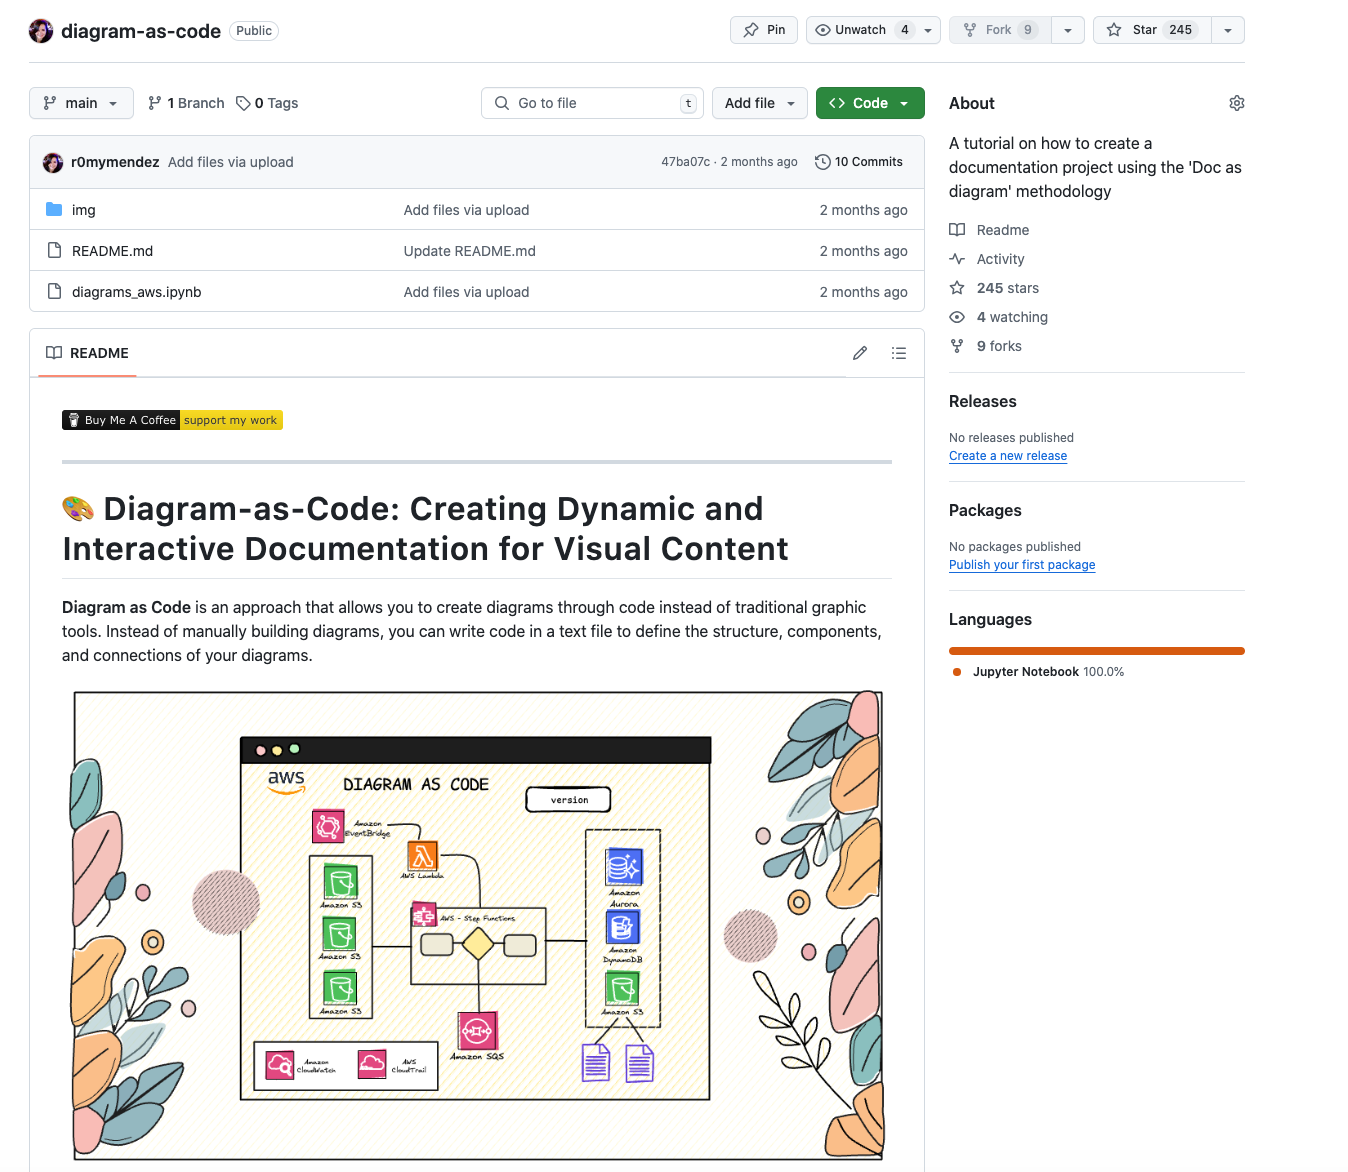 diagram-as-code Public
Pin
Unwatch 4
Fork 9
Star 245
main
1 Branch
0 Tags
Go to file t
Add file
Code
r0mymendez Add files via upload 47ba07c · 2 months ago 10 Commits
img Add files via upload 2 months ago
README.md Update README.md 2 months ago
diagrams_aws.ipynb Add files via upload 2 months ago
README
Buy Me A Coffee support my work
🎨 Diagram-as-Code: Creating Dynamic and
Interactive Documentation for Visual Content
Diagram as Code is an approach that allows you to create diagrams through code instead of traditional graphic
tools. Instead of manually building diagrams, you can write code in a text file to define the structure, components,
and connections of your diagrams.
aws
DIAGRAM AS CODE
version
Amazon
EventBridge
AWS Lambda
Amazon S3
Amazon S3
Amazon S3
AWS - Step Functions
Amazon SQS
Amazon
Aurora
Amazon
DynamoDB
Amazon S3
Amazon
CloudWatch
AWS
CloudTrail
About
A tutorial on how to create a
documentation project using the 'Doc as
diagram' methodology
Readme
Activity
245 stars
4 watching
9 forks
Releases
No releases published
Create a new release
Packages
No packages published
Publish your first package
Languages
Jupyter Notebook 100.0%